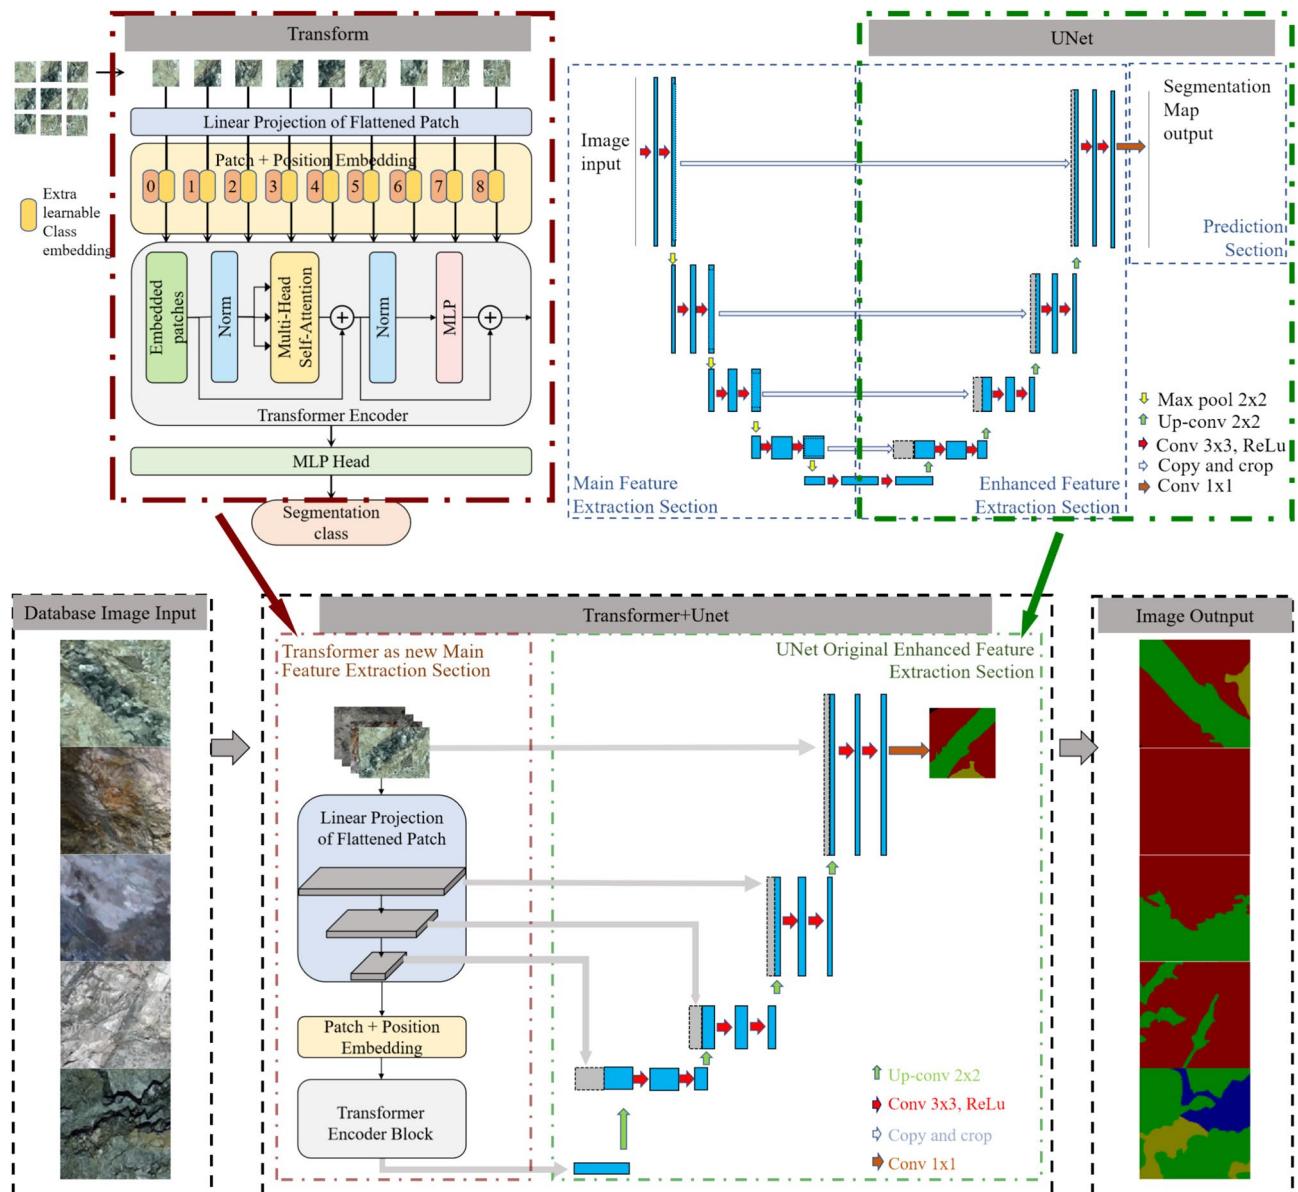 Transform
Linear Projection of Flattened Patch
Patch + Position Embedding
0 1 2 3 4 5 6 7 8
Extra
learnable
Class
embedding
Embedded
patches
Norm
Multi-Head
Self-Attention
+
Norm
MLP
+
Transformer Encoder
MLP Head
Segmentation
class
UNet
Image
input
Segmentation
Map
output
Prediction
Section
Main Feature
Extraction Section
Enhanced Feature
Extraction Section
Max pool 2x2
Up-conv 2x2
Conv 3x3, ReLu
Copy and crop
Conv 1x1
Database Image Input
Transformer+Unet
Transformer as new Main
Feature Extraction Section
UNet Original Enhanced Feature
Extraction Section
Linear Projection
of Flattened Patch
Patch + Position
Embedding
Transformer
Encoder Block
Up-conv 2x2
Conv 3x3, ReLu
Copy and crop
Conv 1x1
Image Outnput